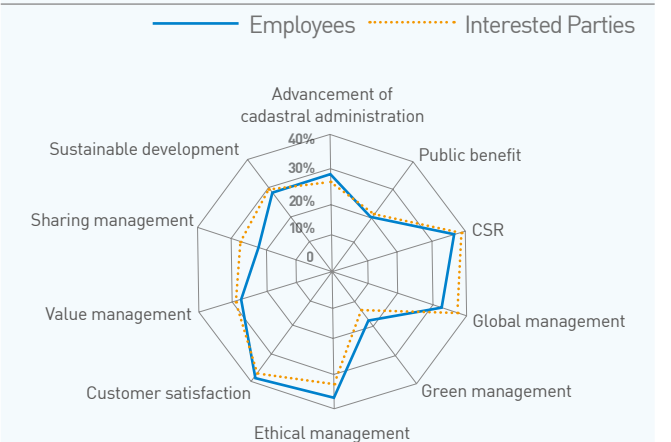 Employees Interested Parties
Advancement of
cadastral administration
40%
Sustainable development
Public benefit
30%
20%
Sharing management
CSR
10%
0
Value management
Global management
Customer satisfaction
Green management
Ethical management